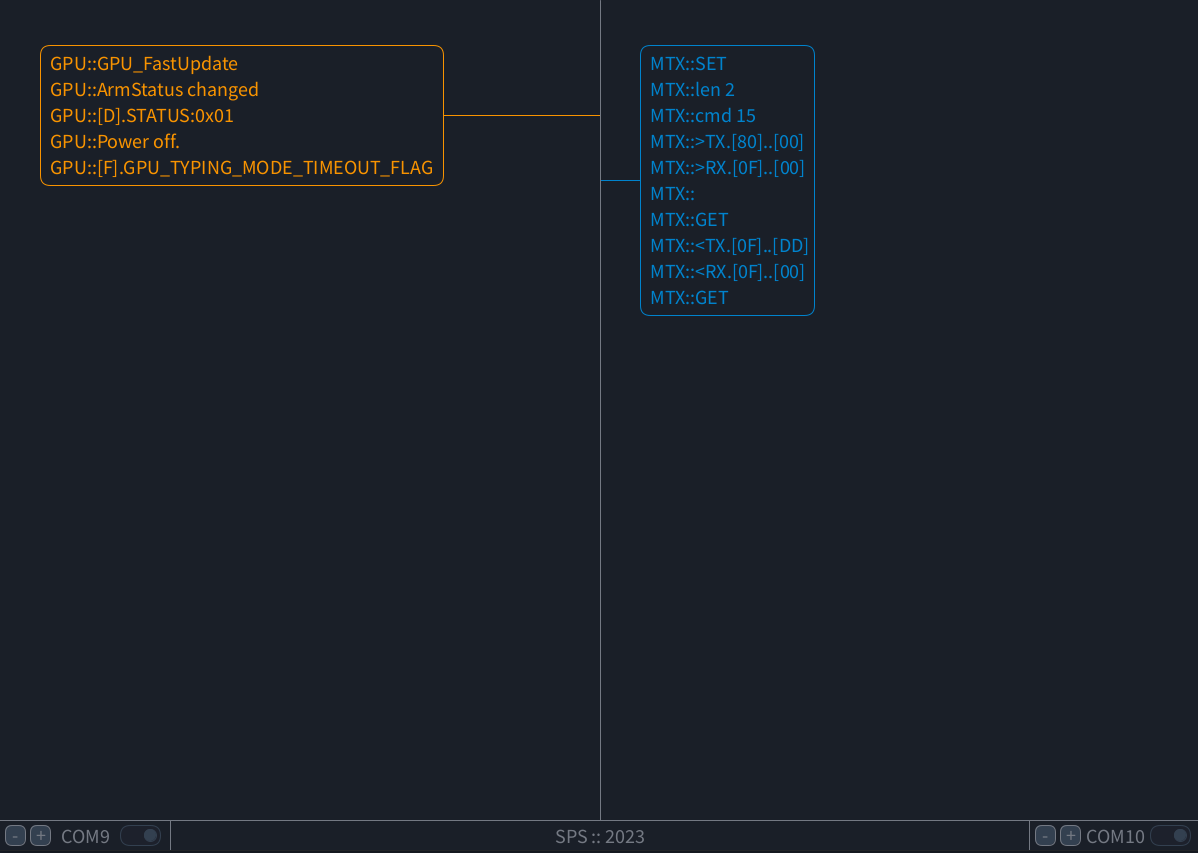 GPU::GPU_FastUpdate
GPU::ArmStatus changed
GPU::[D].STATUS:0x01
GPU::Power off.
GPU::[F].GPU_TYPING_MODE_TIMEOUT_FLAG
MTX::SET
MTX::len 2
MTX::cmd 15
MTX::>TX.[80]..[00]
MTX::>RX.[0F]..[00]
MTX::
MTX::GET
MTX::<TX.[0F]..[DD]
MTX::<RX.[0F]..[00]
MTX::GET
- + COM9
SPS :: 2023
- + COM10